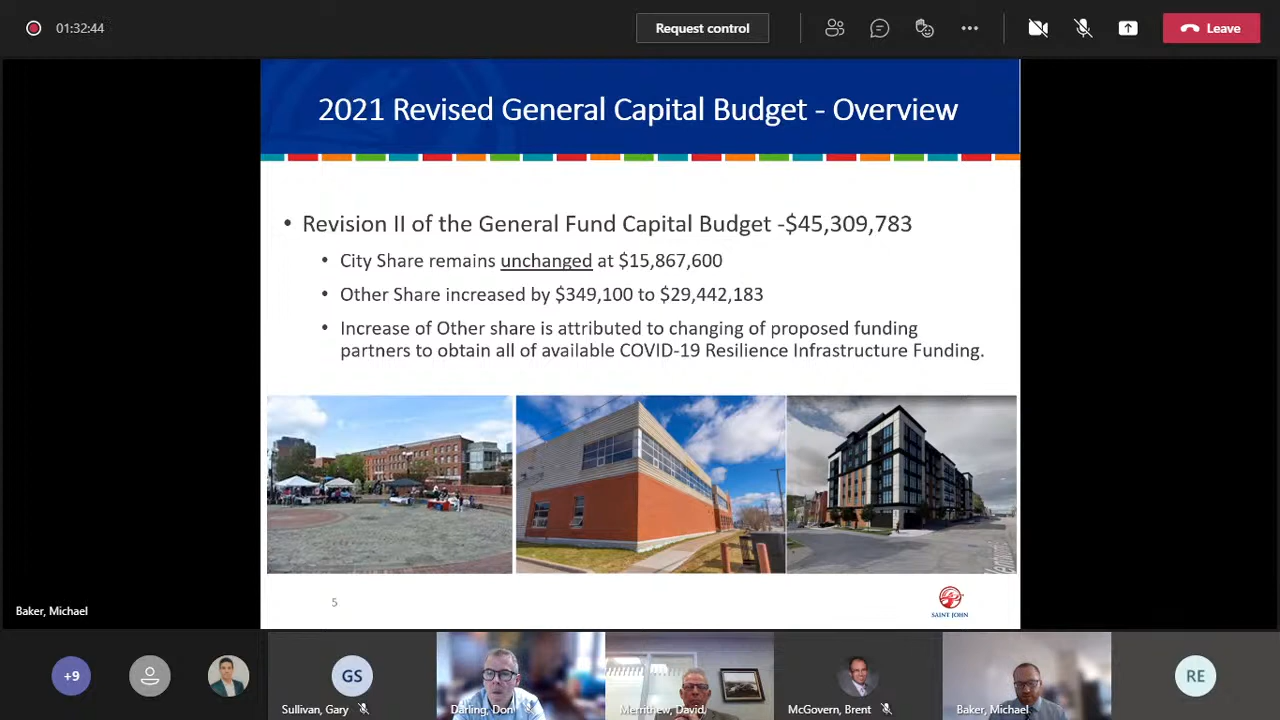 01:32:44
Request control
Leave
2021 Revised General Capital Budget - Overview
• Revision II of the General Fund Capital Budget -$45,309,783
• City Share remains unchanged at $15,867,600
• Other Share increased by $349,100 to $29,442,183
• Increase of Other share is attributed to changing of proposed funding
partners to obtain all of available COVID-19 Resilience Infrastructure Funding.
5
SAINT JOHN
Baker, Michael
+9
GS
RE
Sullivan, Gary
Darling, Don
Merrithew, David
McGovern, Brent
Baker, Michael